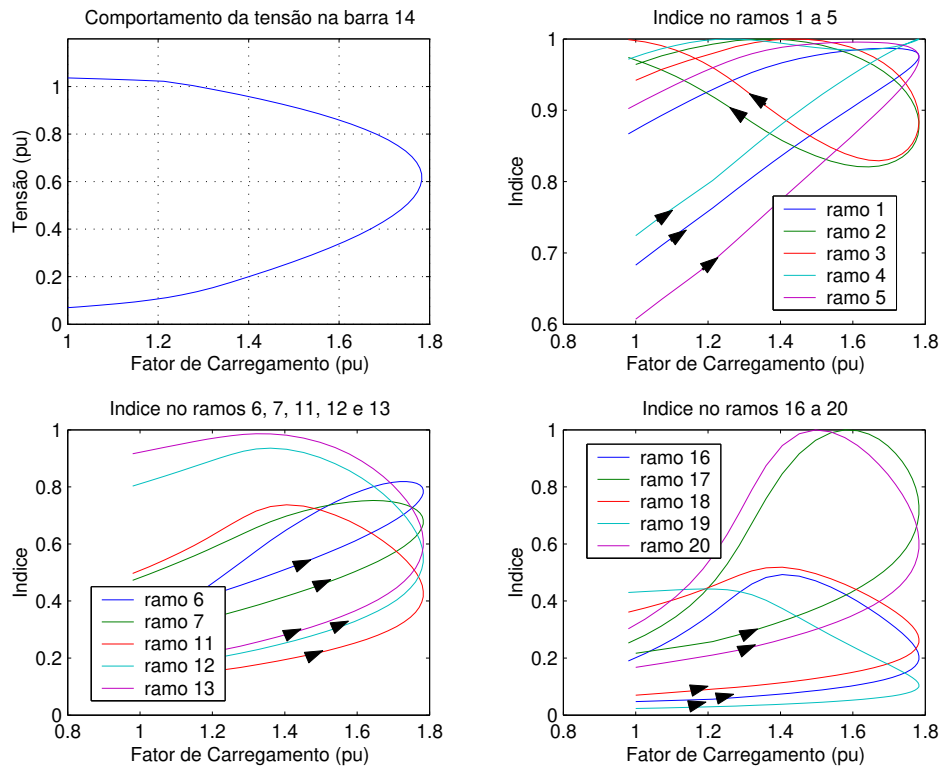 Comportamento da tensão na barra 14
1
0.8
0.6
0.4
0.2
0
Tensão (pu)
1 1.2 1.4 1.6 1.8
Fator de Carregamento (pu)
Indice no ramos 1 a 5
1
0.9
0.8
0.7
0.6
Indice
ramo 1
ramo 2
ramo 3
ramo 4
ramo 5
0.8 1 1.2 1.4 1.6 1.8
Fator de Carregamento (pu)
Indice no ramos 6, 7, 11, 12 e 13
1
0.8
0.6
0.4
0.2
0
Indice
ramo 6
ramo 7
ramo 11
ramo 12
ramo 13
0.8 1 1.2 1.4 1.6 1.8
Fator de Carregamento (pu)
Indice no ramos 16 a 20
1
0.8
0.6
0.4
0.2
0
Indice
ramo 16
ramo 17
ramo 18
ramo 19
ramo 20
0.8 1 1.2 1.4 1.6 1.8
Fator de Carregamento (pu)